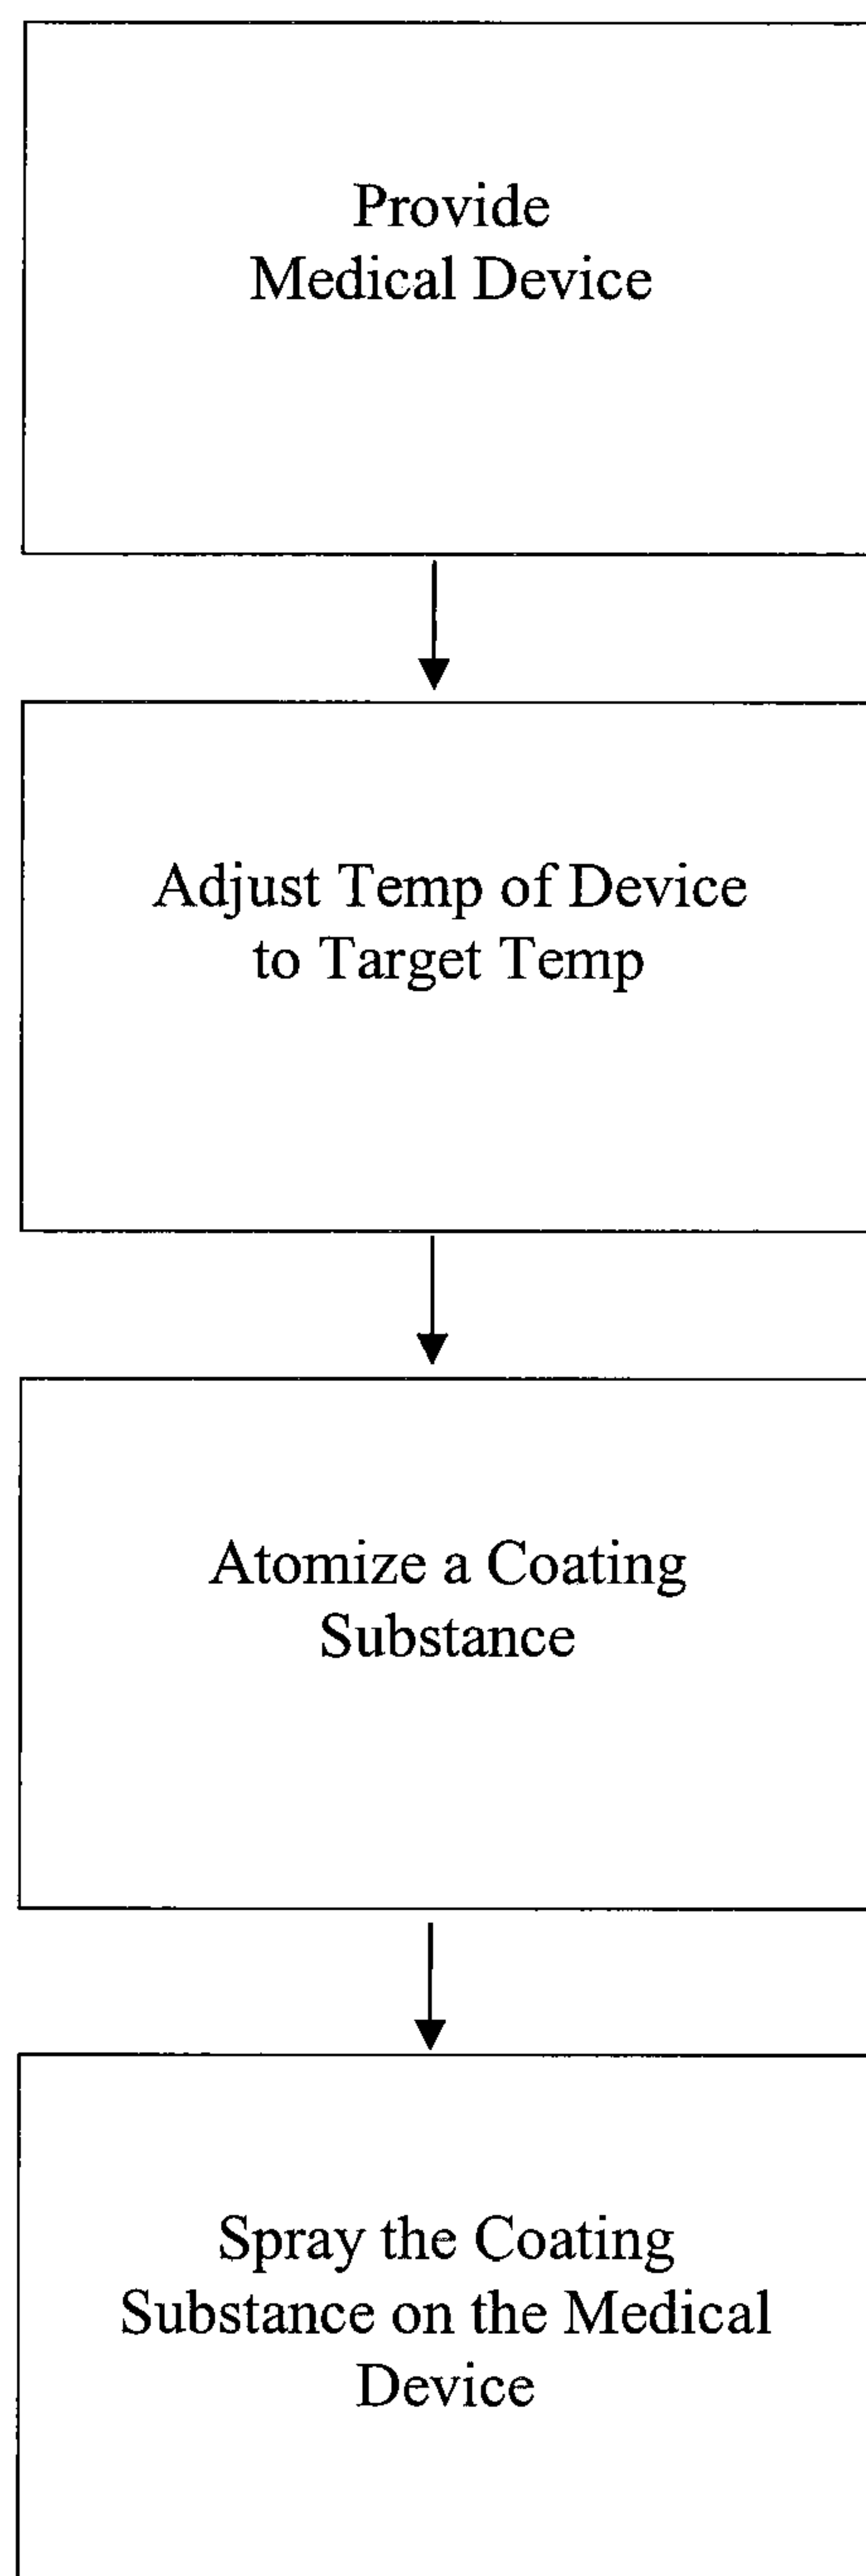 Provide
Medical Device
Adjust Temp of Device
to Target Temp
Atomize a Coating
Substance
Spray the Coating
Substance on the Medical
Device